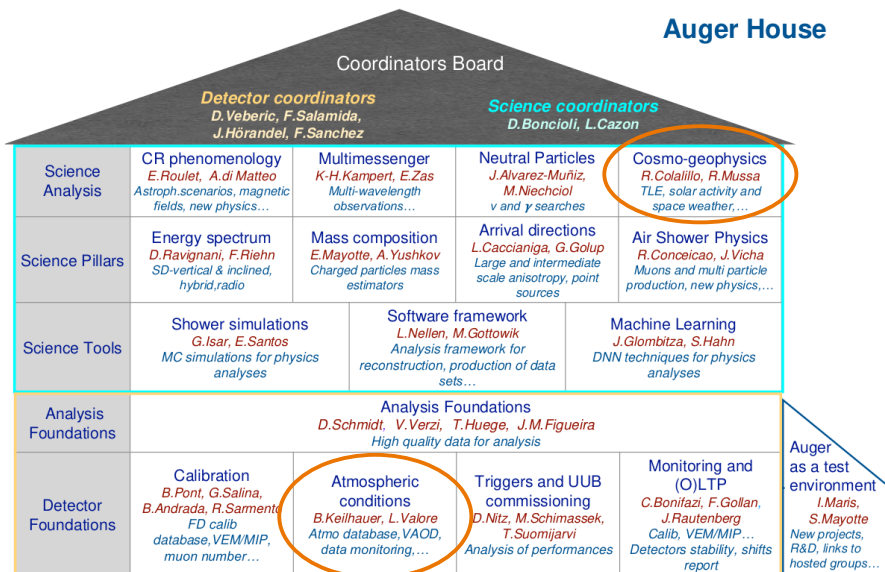 Auger House
Coordinators Board
Detector coordinators
D.Veberic, F.Salamida,
J.Hörandel, F.Sanchez
Science coordinators
D.Boncioli, L.Cazon
Science
Analysis
CR phenomenology
E.Roulet, A.di Matteo
Astroph.scenarios, magnetic
fields, new physics…
Multimessenger
K-H.Kampert, E.Zas
Multi-wavelength
observations…
Neutral Particles
J.Alvarez-Muñiz,
M.Niechciol
ν and γ searches
Cosmo-geophysics
R.Colalillo, R.Mussa
TLE, solar activity and
space weather,…
Science Pillars
Energy spectrum
D.Ravignani, F.Riehn
SD-vertical & inclined,
hybrid,radio
Mass composition
E.Mayotte, A.Yushkov
Charged particles mass
estimators
Arrival directions
L.Caccianiga, G.Golup
Large and intermediate
scale anisotropy, point
sources
Air Shower Physics
R.Conceicao, J.Vicha
Muons and multi particle
production, new physics,…
Science Tools
Shower simulations
G.Isar, E.Santos
MC simulations for physics
analyses
Software framework
L.Nellen, M.Gottowik
Analysis framework for
reconstruction, production of data
sets…
Machine Learning
J.Glombitza, S.Hahn
DNN techniques for physics
analyses
Analysis
Foundations
Analysis Foundations
D.Schmidt, V.Verzi, T.Huege, J.M.Figueira
High quality data for analysis
Detector
Foundations
Calibration
B.Pont, G.Salina,
B.Andrada, R.Sarmento
FD calib
database,VEM/MIP,
muon number…
Atmospheric
conditions
B.Keilhauer, L.Valore
Atmo database,VAOD,
data monitoring,…
Triggers and UUB
commissioning
D.Nitz, M.Schimassek,
T.Suomijarvi
Analysis of performances
Monitoring and
(O)LTP
C.Bonifazi, F.Gollan,
J.Rautenberg
Calib, VEM/MIP…
Detectors stability, shifts
report
Auger
as a test
environment
I.Maris,
S.Mayotte
New projects,
R&D, links to
hosted groups…